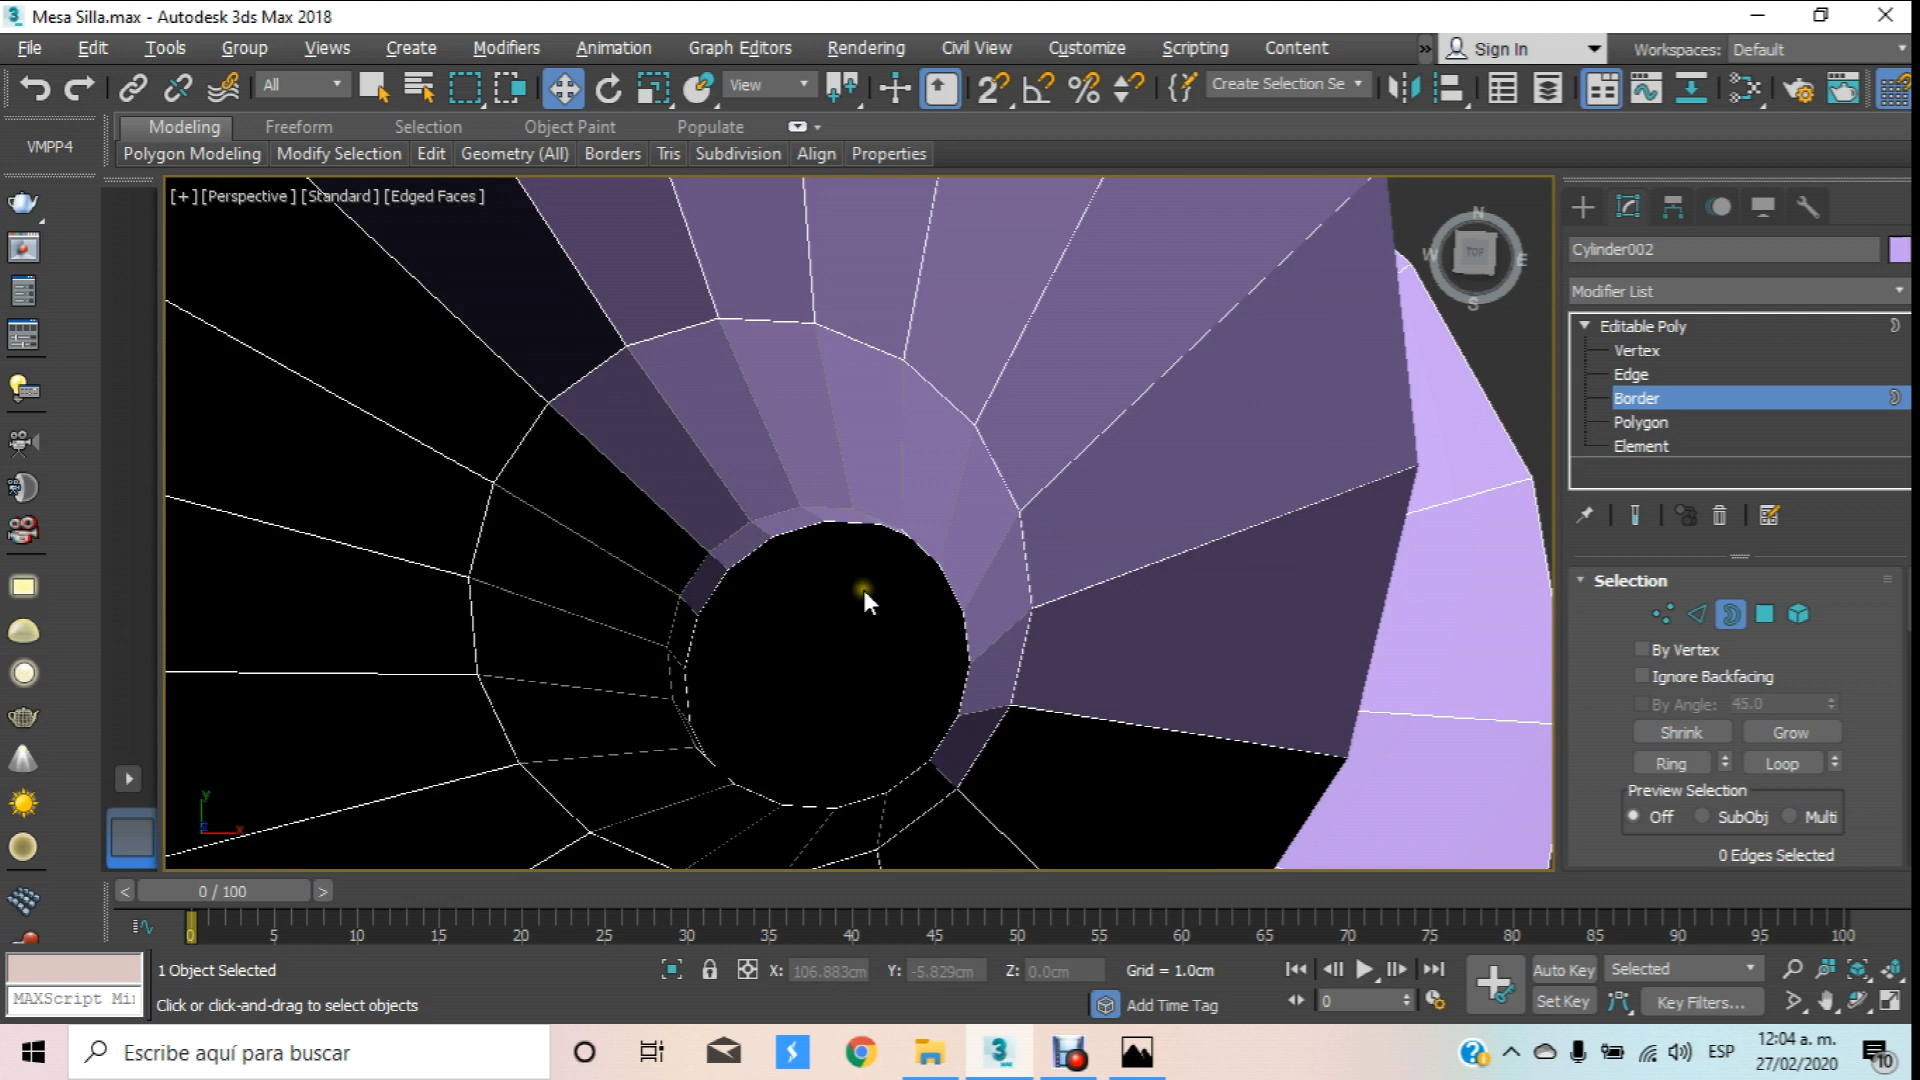 Mesa Silla.max - Autodesk 3ds Max 2018
File Edit Tools Group Views Create Modifiers Animation Graph Editors Rendering Civil View Customize Scripting Content » Sign In Workspaces: Default
All View Create Selection Se
VMPP4 Modeling Freeform Selection Object Paint Populate
Polygon Modeling Modify Selection Edit Geometry (All) Borders Tris Subdivision Align Properties
[+] [Perspective ] [Standard ] [Edged Faces ]
N
W TOP E
S
Cylinder002
Modifier List
Editable Poly
Vertex
Edge
Border
Polygon
Element
Selection
By Vertex
Ignore Backfacing
By Angle: 45.0
Shrink Grow
Ring Loop
Preview Selection
Off SubObj Multi
0 Edges Selected
y
x
z
< 0 / 100 >
0 5 10 15 20 25 30 35 40 45 50 55 60 65 70 75 80 85 90 95 100
1 Object Selected X: 106.883cm Y: -5.829cm Z: 0.0cm Grid = 1.0cm Auto Key Selected
MAXScript Mi Click or click-and-drag to select objects Add Time Tag 0 Set Key Key Filters...
Escribe aquí para buscar
ESP
12:04 a. m.
27/02/2020
10